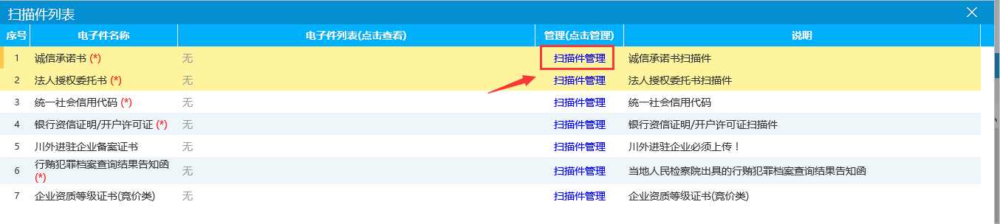 扫描件列表
序号 电子件名称 电子件列表(点击查看) 管理(点击管理) 说明
1 诚信承诺书 (*) 无 扫描件管理 诚信承诺书扫描件
2 法人授权委托书 (*) 无 扫描件管理 法人授权委托书扫描件
3 统一社会信用代码 (*) 无 扫描件管理 统一社会信用代码
4 银行资信证明/开户许可证 (*) 无 扫描件管理 银行资信证明/开户许可证扫描件
5 川外进驻企业备案证书 无 扫描件管理 川外进驻企业必须上传！
6 行贿犯罪档案查询结果告知函 (*) 无 扫描件管理 当地人民检察院出具的行贿犯罪档案查询结果告知函
7 企业资质等级证书(竞价类) 无 扫描件管理 企业资质等级证书(竞价类)